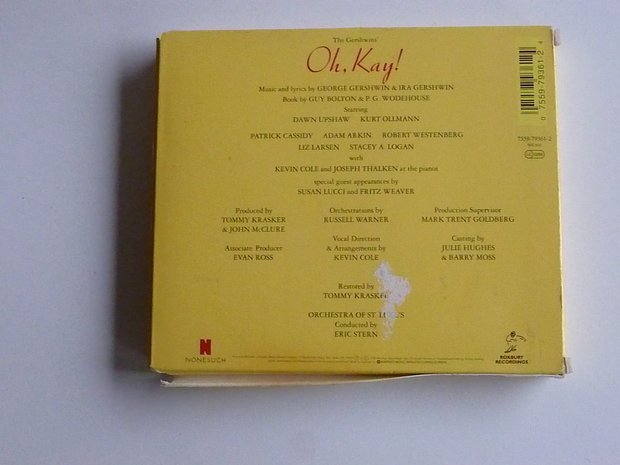 The Gershwins'
Oh, Kay!
Music and lyrics by GEORGE GERSHWIN & IRA GERSHWIN
Book by GUY BOLTON & P. G. WODEHOUSE
Starring
DAWN UPSHAW KURT OLLMANN
PATRICK CASSIDY ADAM ARKIN ROBERT WESTENBERG
LIZ LARSEN STACEY A. LOGAN
with
KEVIN COLE and JOSEPH THALKEN at the pianos
special guest appearances by
SUSAN LUCCI and FRITZ WEAVER
Produced by
TOMMY KRASKER
& JOHN McCLURE
Orchestrations by
RUSSELL WARNER
Production Supervisor
MARK TRENT GOLDBERG
Associate Producer
EVAN ROSS
Vocal Direction
& Arrangements by
KEVIN COLE
Casting by
JULIE HUGHES
& BARRY MOSS
Restored by
TOMMY KRASKER
ORCHESTRA OF ST. LUKE'S
Conducted by
ERIC STERN
N
NONESUCH
ROXBURY
RECORDINGS
0 7559-79361-2 4
7559-79361-2